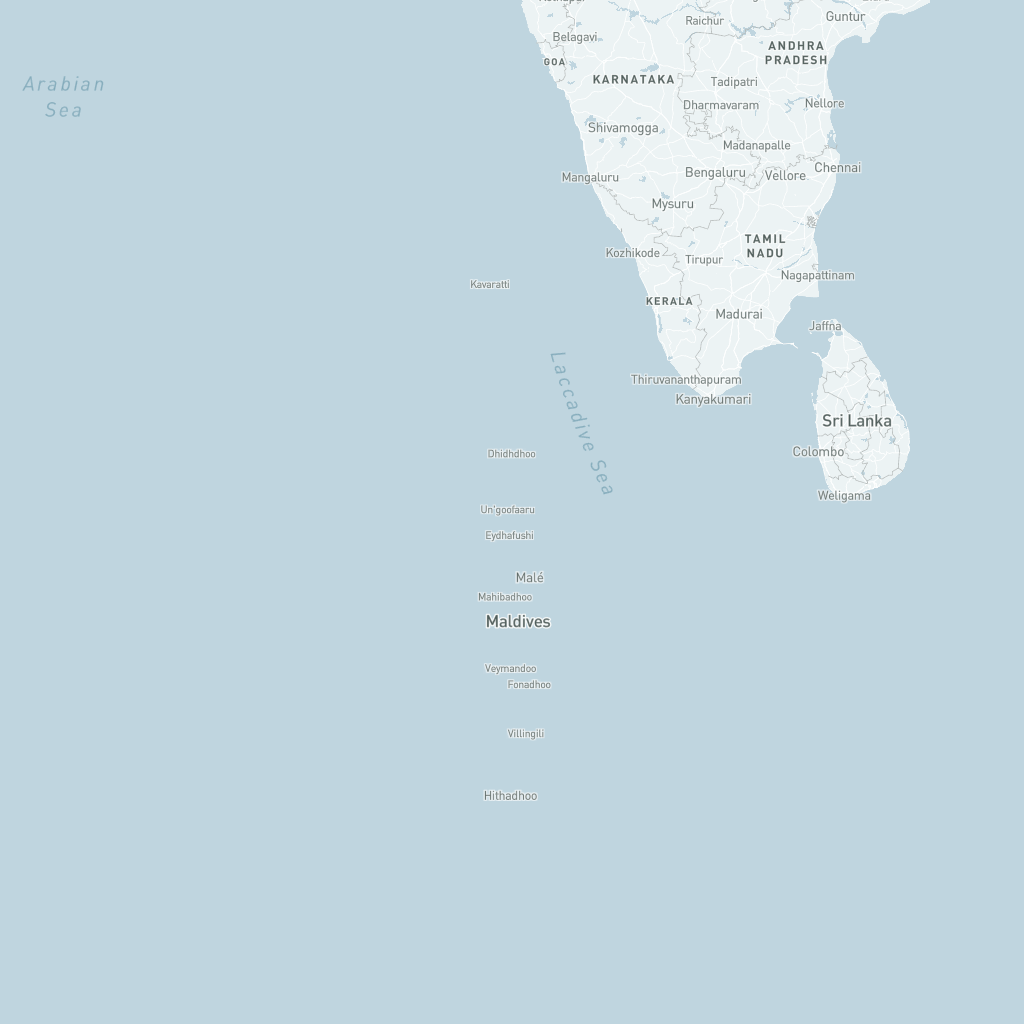 Raichur
Guntur
Belagavi
ANDHRA
PRADESH
GOA
KARNATAKA
Tadipatri
Arabian
Sea
Dharmavaram
Nellore
Shivamogga
Madanapalle
Chennai
Mangaluru
Bengaluru
Vellore
Mysuru
TAMIL
NADU
Kozhikode
Tirupur
Nagapattinam
Kavaratti
KERALA
Madurai
Jaffna
Laccadive Sea
Thiruvananthapuram
Kanyakumari
Sri Lanka
Dhidhdhoo
Colombo
Weligama
Un'goofaaru
Eydhafushi
Malé
Mahibadhoo
Maldives
Veymandoo
Fonadhoo
Villingili
Hithadhoo